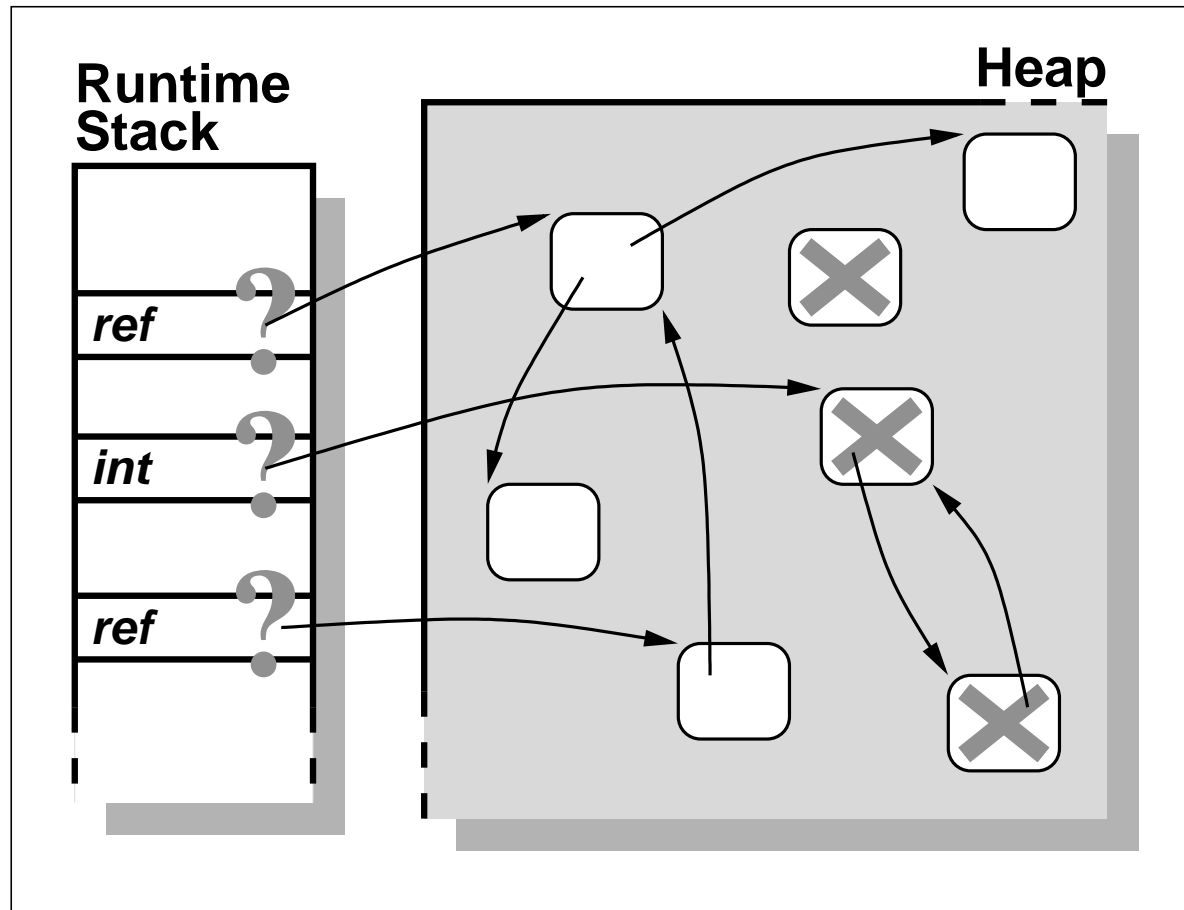 Runtime
Stack
Heap
ref
?
int
?
ref
?